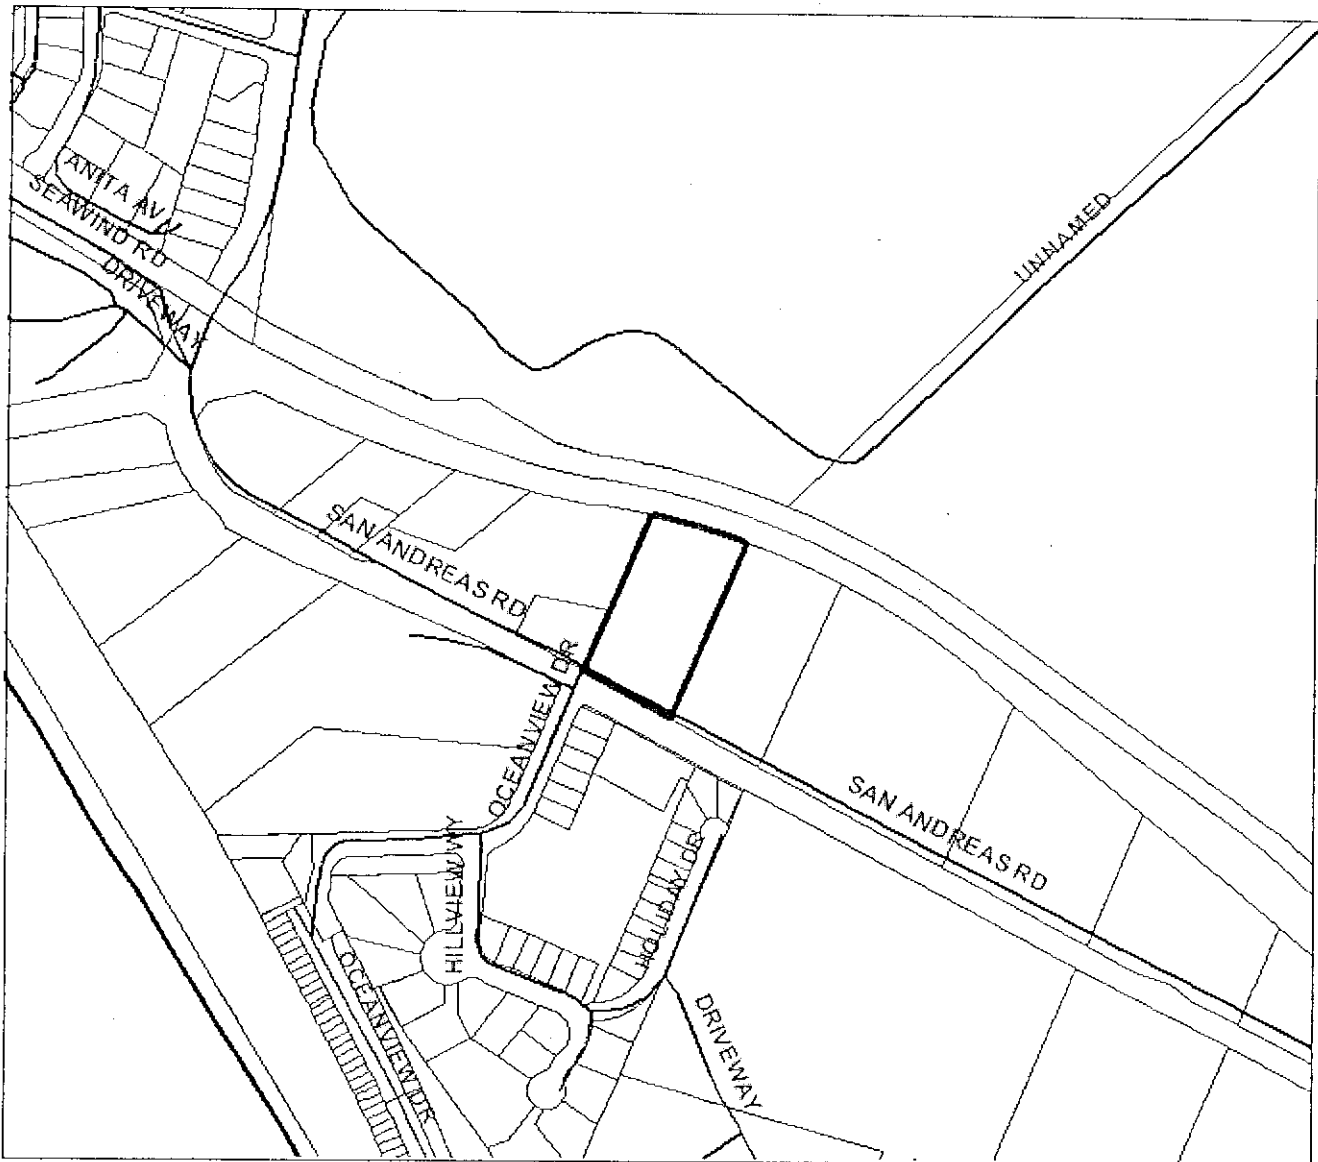 ANITA AVN
SEAWIND RD
DRIVEWAY
UNNAMED
SAN ANDREAS RD
OCEANVIEW DR
SAN ANDREAS RD
HILLVIEW WY
HOLIDAY DR
OCEANVIEW DR
DRIVEWAY